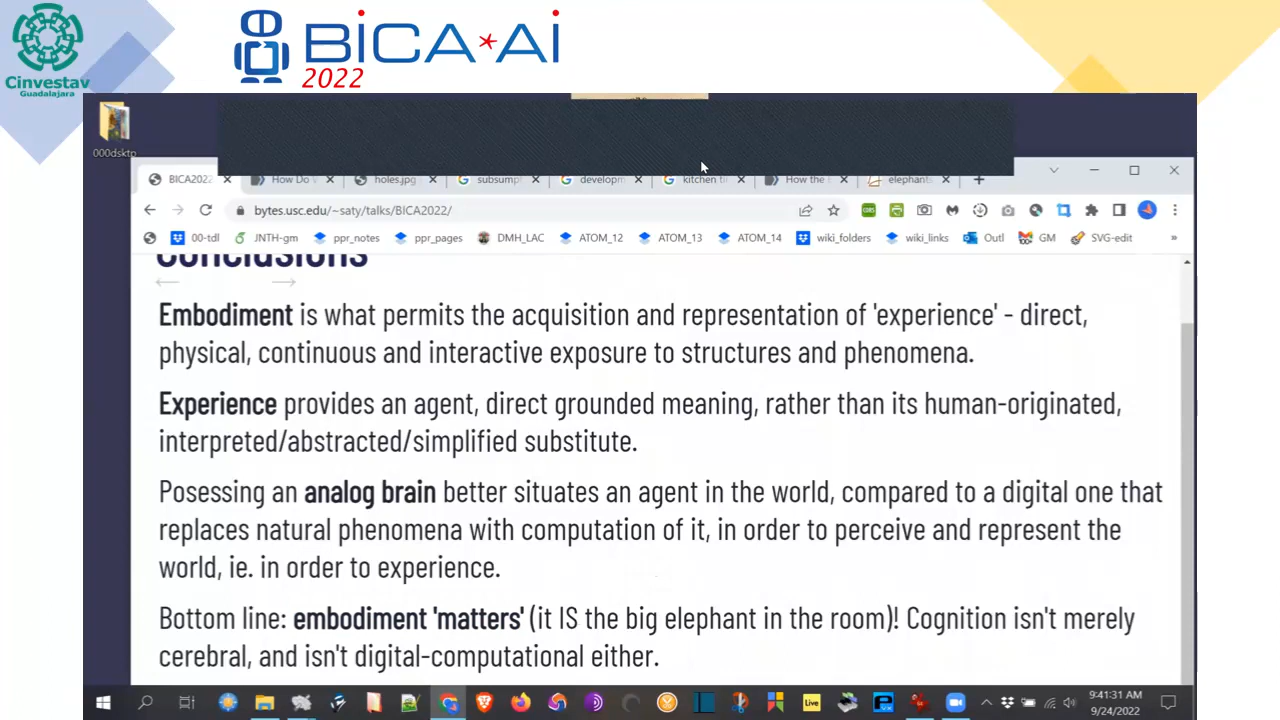 Cinvestav
Guadalajara
BiCA*Ai
2022
000dsktp
BICA2022
How Do
holes.jpg
subsump
developm
kitchen
How the
elephants
bytes.usc.edu/~saty/talks/BICA2022/
00-tdl
JNTH-gm
ppr_notes
ppr_pages
DMH_LAC
ATOM_12
ATOM_13
ATOM_14
wiki_folders
wiki_links
Outl
GM
SVG-edit
»
Conclusions
Embodiment is what permits the acquisition and representation of 'experience' - direct,
physical, continuous and interactive exposure to structures and phenomena.
Experience provides an agent, direct grounded meaning, rather than its human-originated,
interpreted/abstracted/simplified substitute.
Posessing an analog brain better situates an agent in the world, compared to a digital one that
replaces natural phenomena with computation of it, in order to perceive and represent the
world, ie. in order to experience.
Bottom line: embodiment 'matters' (it IS the big elephant in the room)! Cognition isn't merely
cerebral, and isn't digital-computational either.
Live
9:41:31 AM
9/24/2022